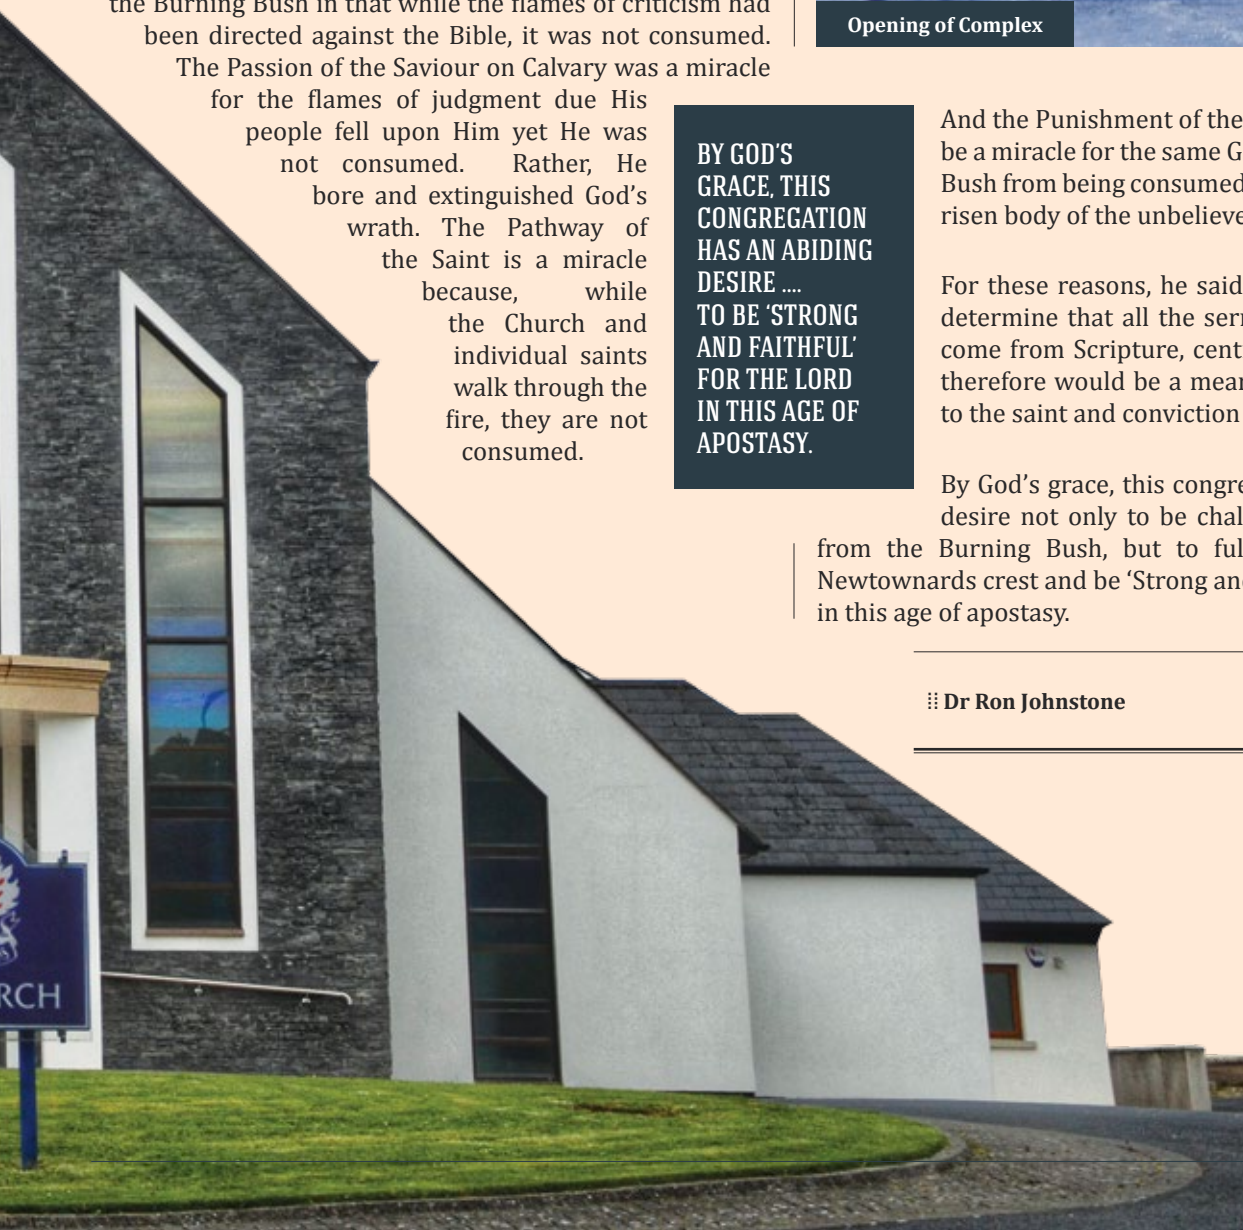 the Burning Bush in that while the flames of criticism had
been directed against the Bible, it was not consumed.
The Passion of the Saviour on Calvary was a miracle
for the flames of judgment due His
people fell upon Him yet He was
not consumed. Rather, He
bore and extinguished God’s
wrath. The Pathway of
the Saint is a miracle
because, while
the Church and
individual saints
walk through the
fire, they are not
consumed.
Opening of Complex
BY GOD’S
GRACE, THIS
CONGREGATION
HAS AN ABIDING
DESIRE ....
TO BE ‘STRONG
AND FAITHFUL’
FOR THE LORD
IN THIS AGE OF
APOSTASY.
And the Punishment of the
be a miracle for the same G
Bush from being consumed
risen body of the unbelieve
For these reasons, he said
determine that all the ser
come from Scripture, cent
therefore would be a mea
to the saint and conviction
By God’s grace, this congre
desire not only to be chal
from the Burning Bush, but to ful
Newtownards crest and be ‘Strong an
in this age of apostasy.
Dr Ron Johnstone
RCH